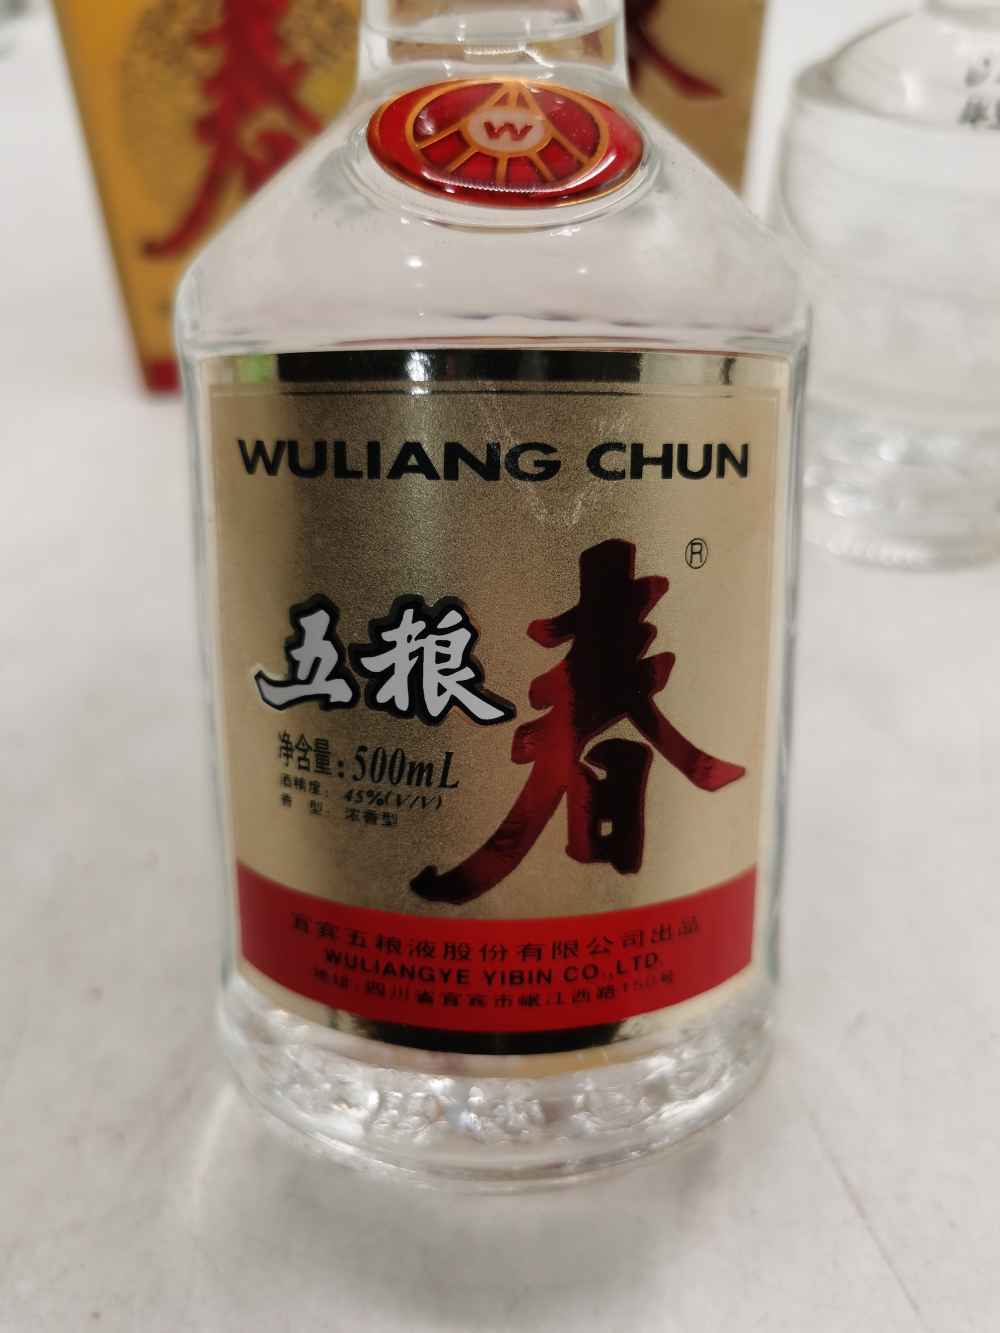 春
W
WULIANG CHUN
®
五粮春
净含量:500mL
酒精度: 45%(V/V)
香 型: 浓香型
宜宾五粮液股份有限公司出品
WULIANGYE YIBIN CO.,LTD.
地址:四川省宜宾市岷江西路150号